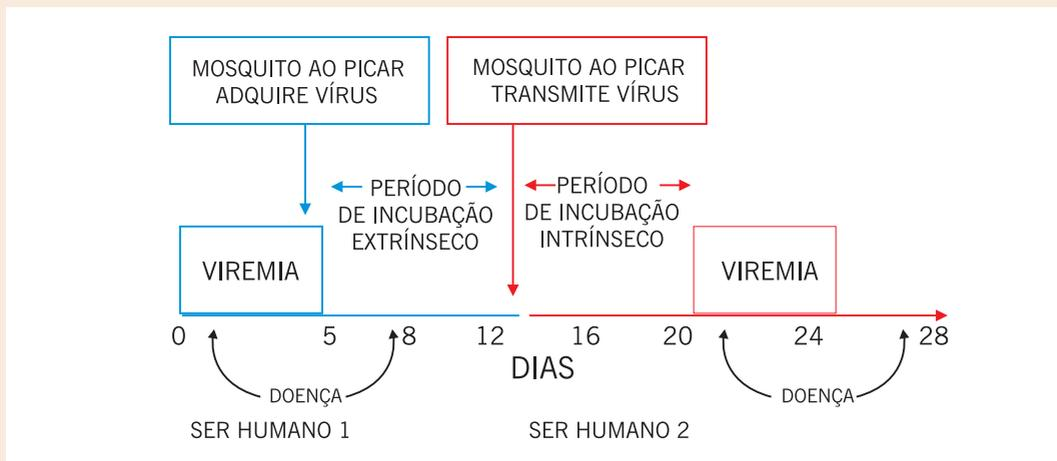 MOSQUITO AO PICAR
ADQUIRE VÍRUS
MOSQUITO AO PICAR
TRANSMITE VÍRUS
PERÍODO
DE INCUBAÇÃO
EXTRÍNSECO
PERÍODO
DE INCUBAÇÃO
INTRÍNSECO
VIREMIA
VIREMIA
0 5 8 12 16 20 24 28
DIAS
DOENÇA
DOENÇA
SER HUMANO 1
SER HUMANO 2